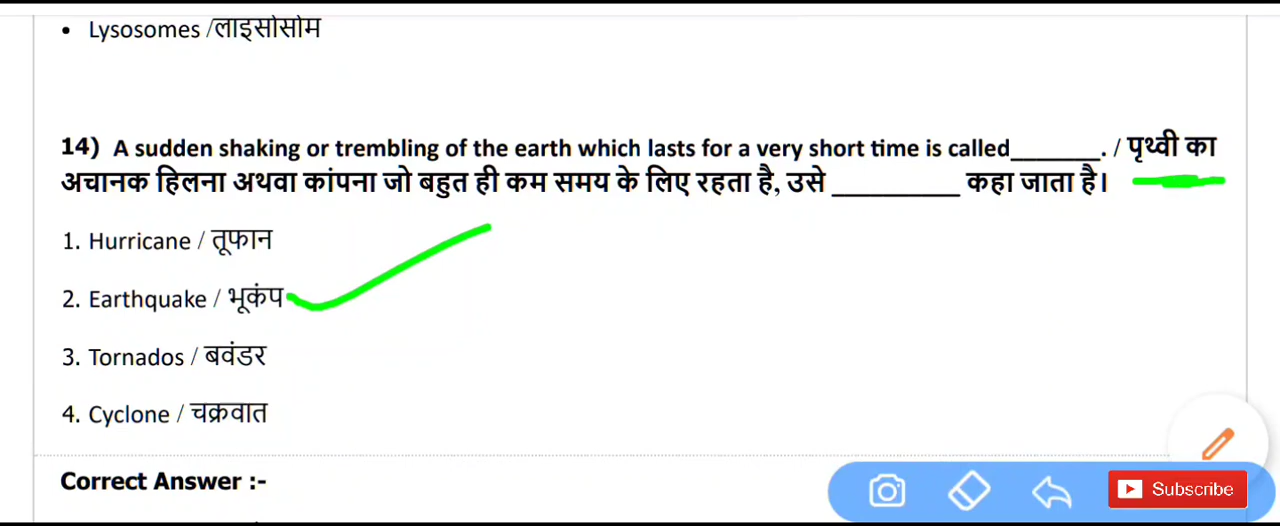 • Lysosomes /लाइसोसोम
14) A sudden shaking or trembling of the earth which lasts for a very short time is called_______. / पृथ्वी का
अचानक हिलना अथवा कांपना जो बहुत ही कम समय के लिए रहता है, उसे __________ कहा जाता है।
1. Hurricane / तूफान
2. Earthquake / भूकंप
3. Tornados / बवंडर
4. Cyclone / चक्रवात
Correct Answer :-
Subscribe